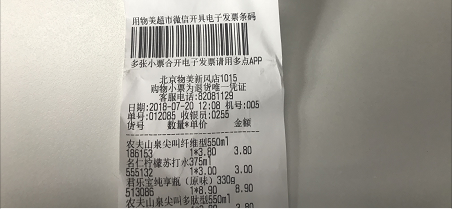 用物美超市微信开具电子发票条码
多张小票合开电子发票请用多点APP
北京物美新风店1015
购物小票为退货唯一凭证
客服电话:82081129
日期:2018-07-20 12:08 机号:005
单号:012085 收银员:0255
货号 数量*单价 金额
农夫山泉尖叫纤维型550ml
186153 1*3.80 3.80
名仁柠檬苏打水375ml
555132 1*3.00 3.00
君乐宝纯享瓶（原味）330g
513086 1*8.90 8.90
农夫山泉尖叫多肽型550ml